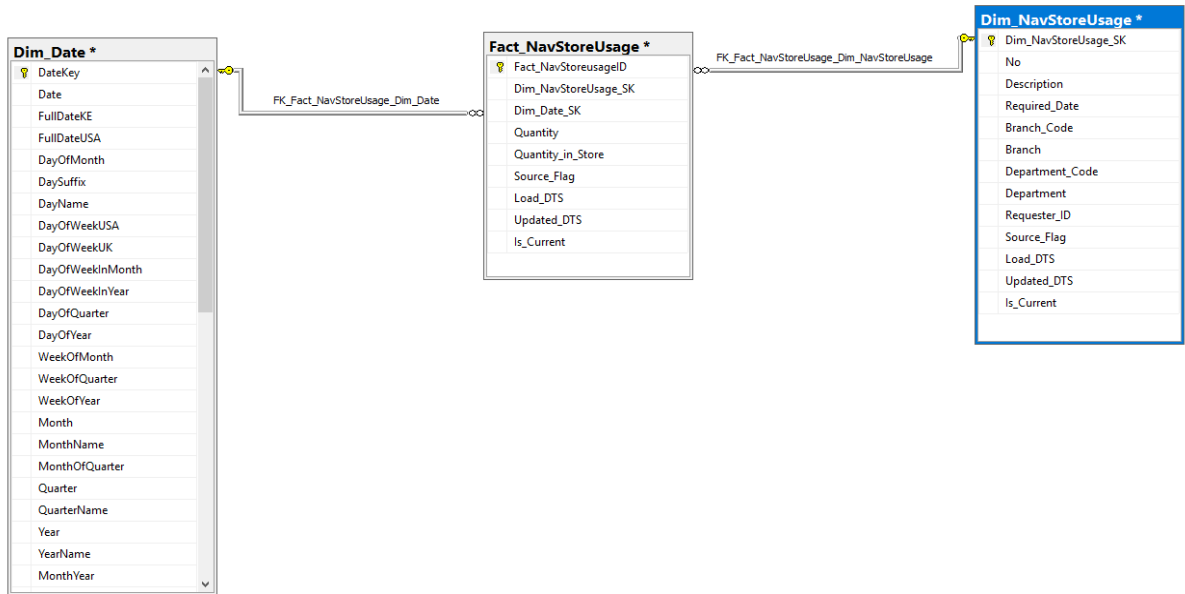 Dim_Date *
DateKey
Date
FullDateKE
FullDateUSA
DayOfMonth
DaySuffix
DayName
DayOfWeekUSA
DayOfWeekUK
DayOfWeekInMonth
DayOfWeekInYear
DayOfQuarter
DayOfYear
WeekOfMonth
WeekOfQuarter
WeekOfYear
Month
MonthName
MonthOfQuarter
Quarter
QuarterName
Year
YearName
MonthYear
FK_Fact_NavStoreUsage_Dim_Date
Fact_NavStoreUsage *
Fact_NavStoreusageID
Dim_NavStoreUsage_SK
Dim_Date_SK
Quantity
Quantity_in_Store
Source_Flag
Load_DTS
Updated_DTS
Is_Current
FK_Fact_NavStoreUsage_Dim_NavStoreUsage
Dim_NavStoreUsage *
Dim_NavStoreUsage_SK
No
Description
Required_Date
Branch_Code
Branch
Department_Code
Department
Requester_ID
Source_Flag
Load_DTS
Updated_DTS
Is_Current